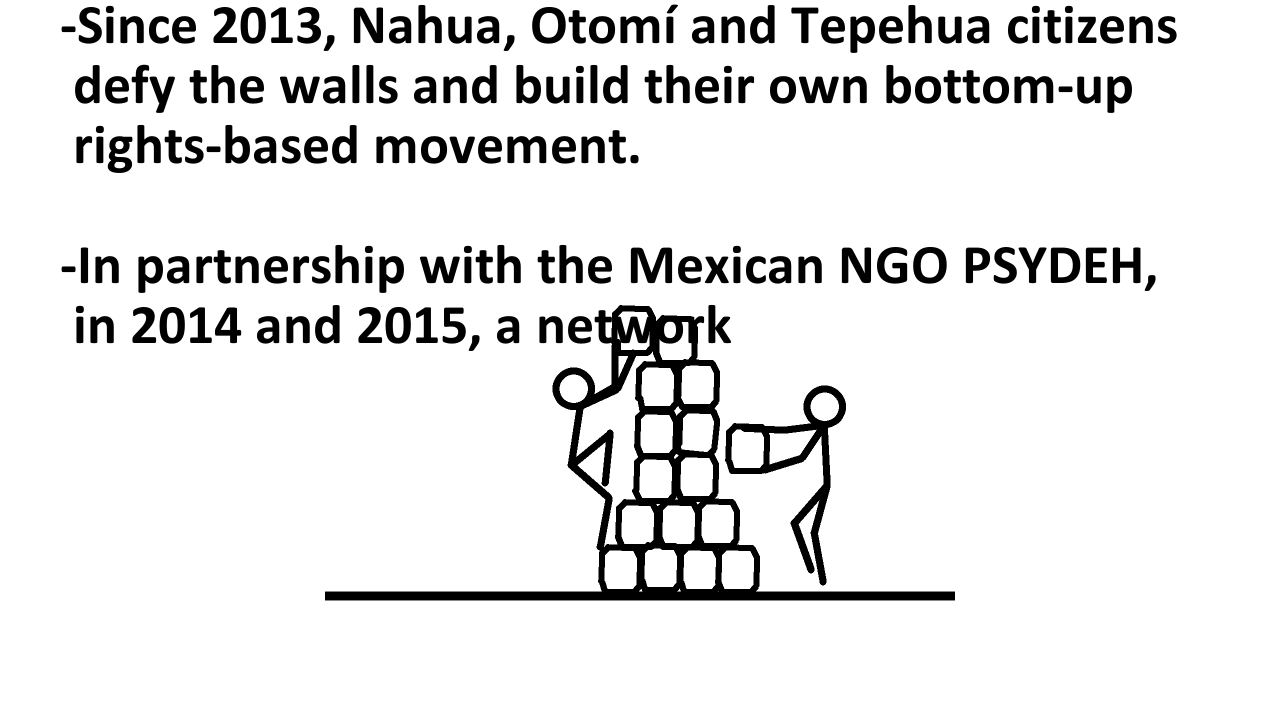 -Since 2013, Nahua, Otomí and Tepehua citizens
defy the walls and build their own bottom-up
rights-based movement.
-In partnership with the Mexican NGO PSYDEH,
in 2014 and 2015, a network